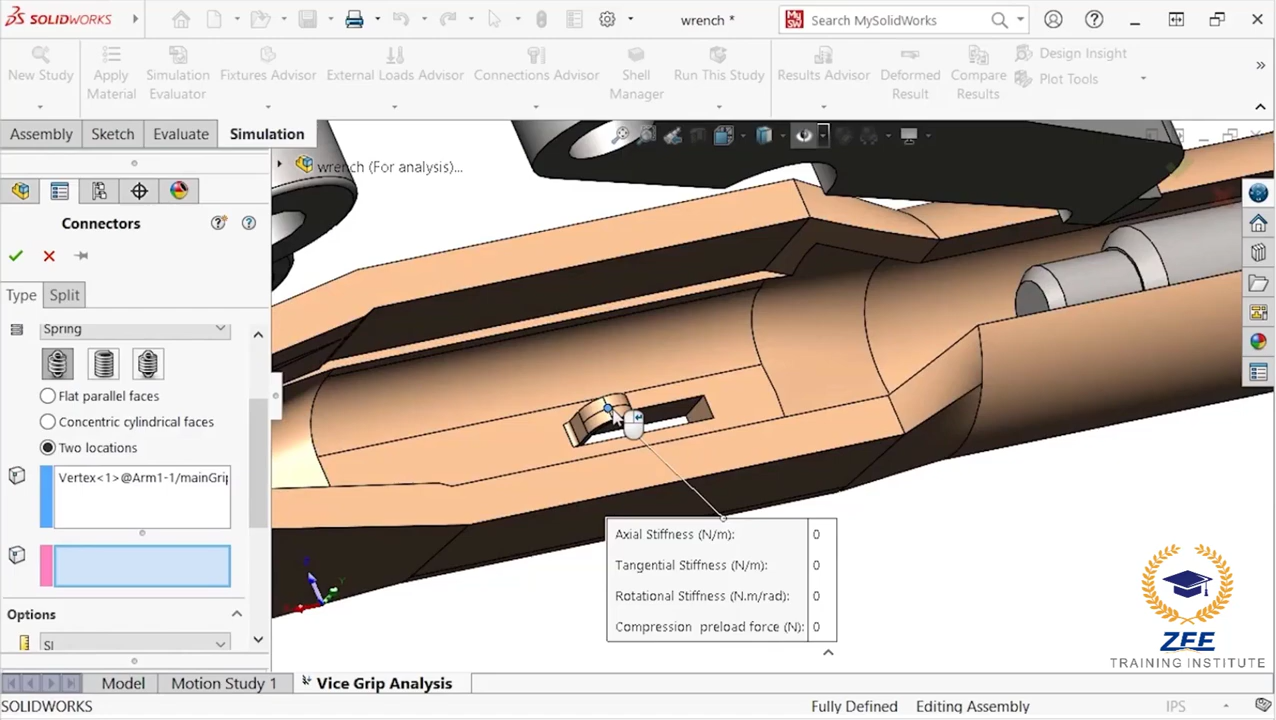 SOLIDWORKS
wrench *
Search MySolidWorks
New Study
Apply Material
Simulation Evaluator
Fixtures Advisor
External Loads Advisor
Connections Advisor
Shell Manager
Run This Study
Results Advisor
Deformed Result
Compare Results
Design Insight
Plot Tools
Assembly
Sketch
Evaluate
Simulation
wrench (For analysis)...
Connectors
Type
Split
Spring
Flat parallel faces
Concentric cylindrical faces
Two locations
Vertex<1>@Arm1-1/mainGrip
Options
SI
Axial Stiffness (N/m): 0
Tangential Stiffness (N/m): 0
Rotational Stiffness (N.m/rad): 0
Compression preload force (N): 0
ZFE
TRAINING INSTITUTE
Model
Motion Study 1
Vice Grip Analysis
SOLIDWORKS
Fully Defined
Editing Assembly
IPS